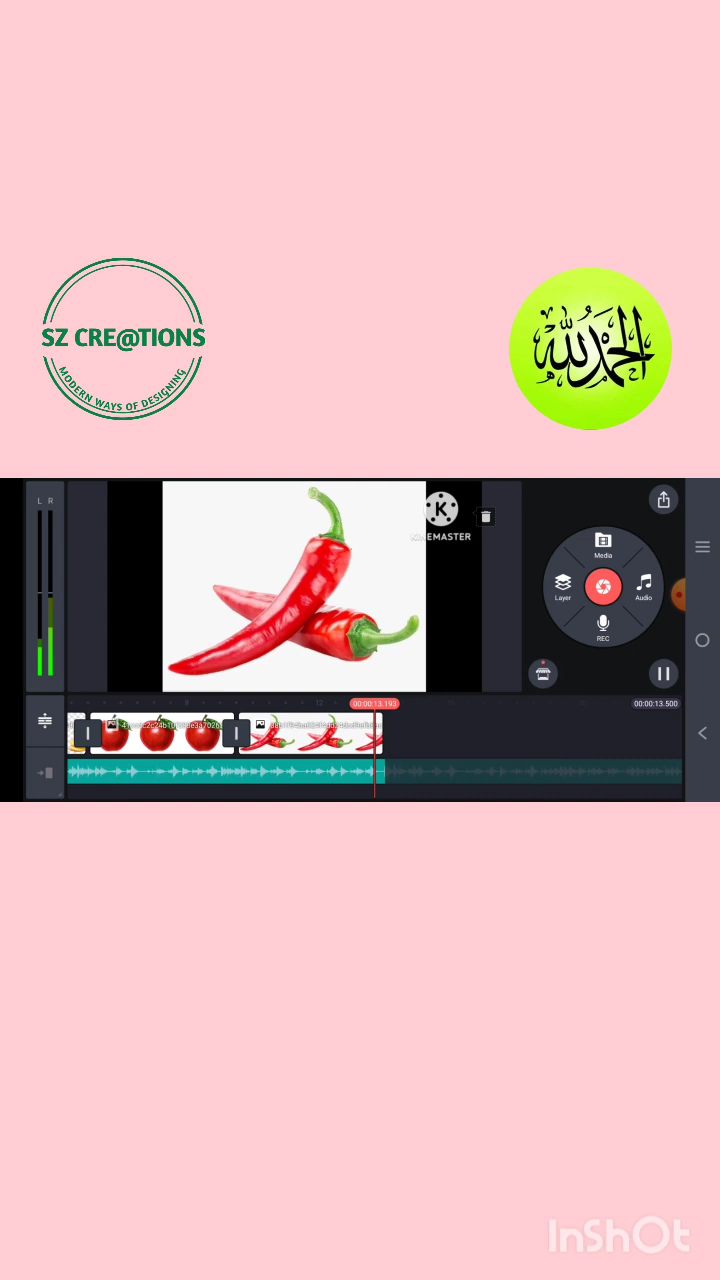 SZ CRE@TIONS
MODERN WAYS OF DESIGNING
الحمد لله
L R
KINEMASTER
Media
Layer
Audio
REC
00:00:13.193
00:00:13.500
InShOt